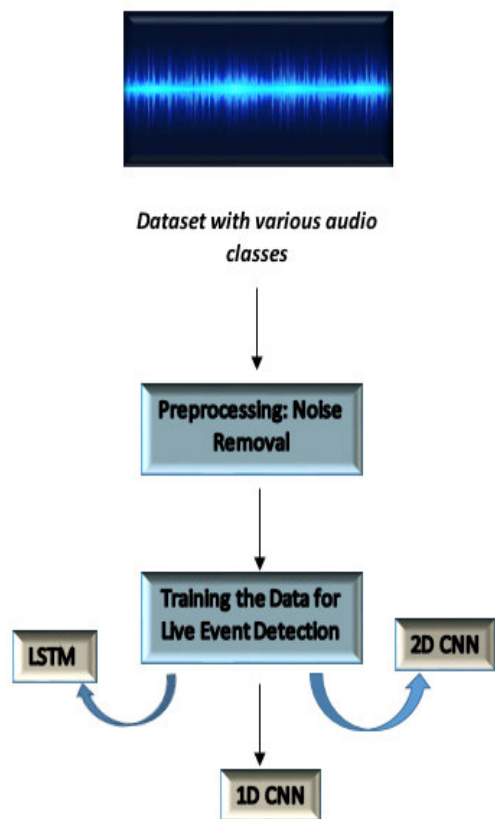 Dataset with various audio
classes
Preprocessing: Noise
Removal
Training the Data for
Live Event Detection
LSTM
2D CNN
1D CNN